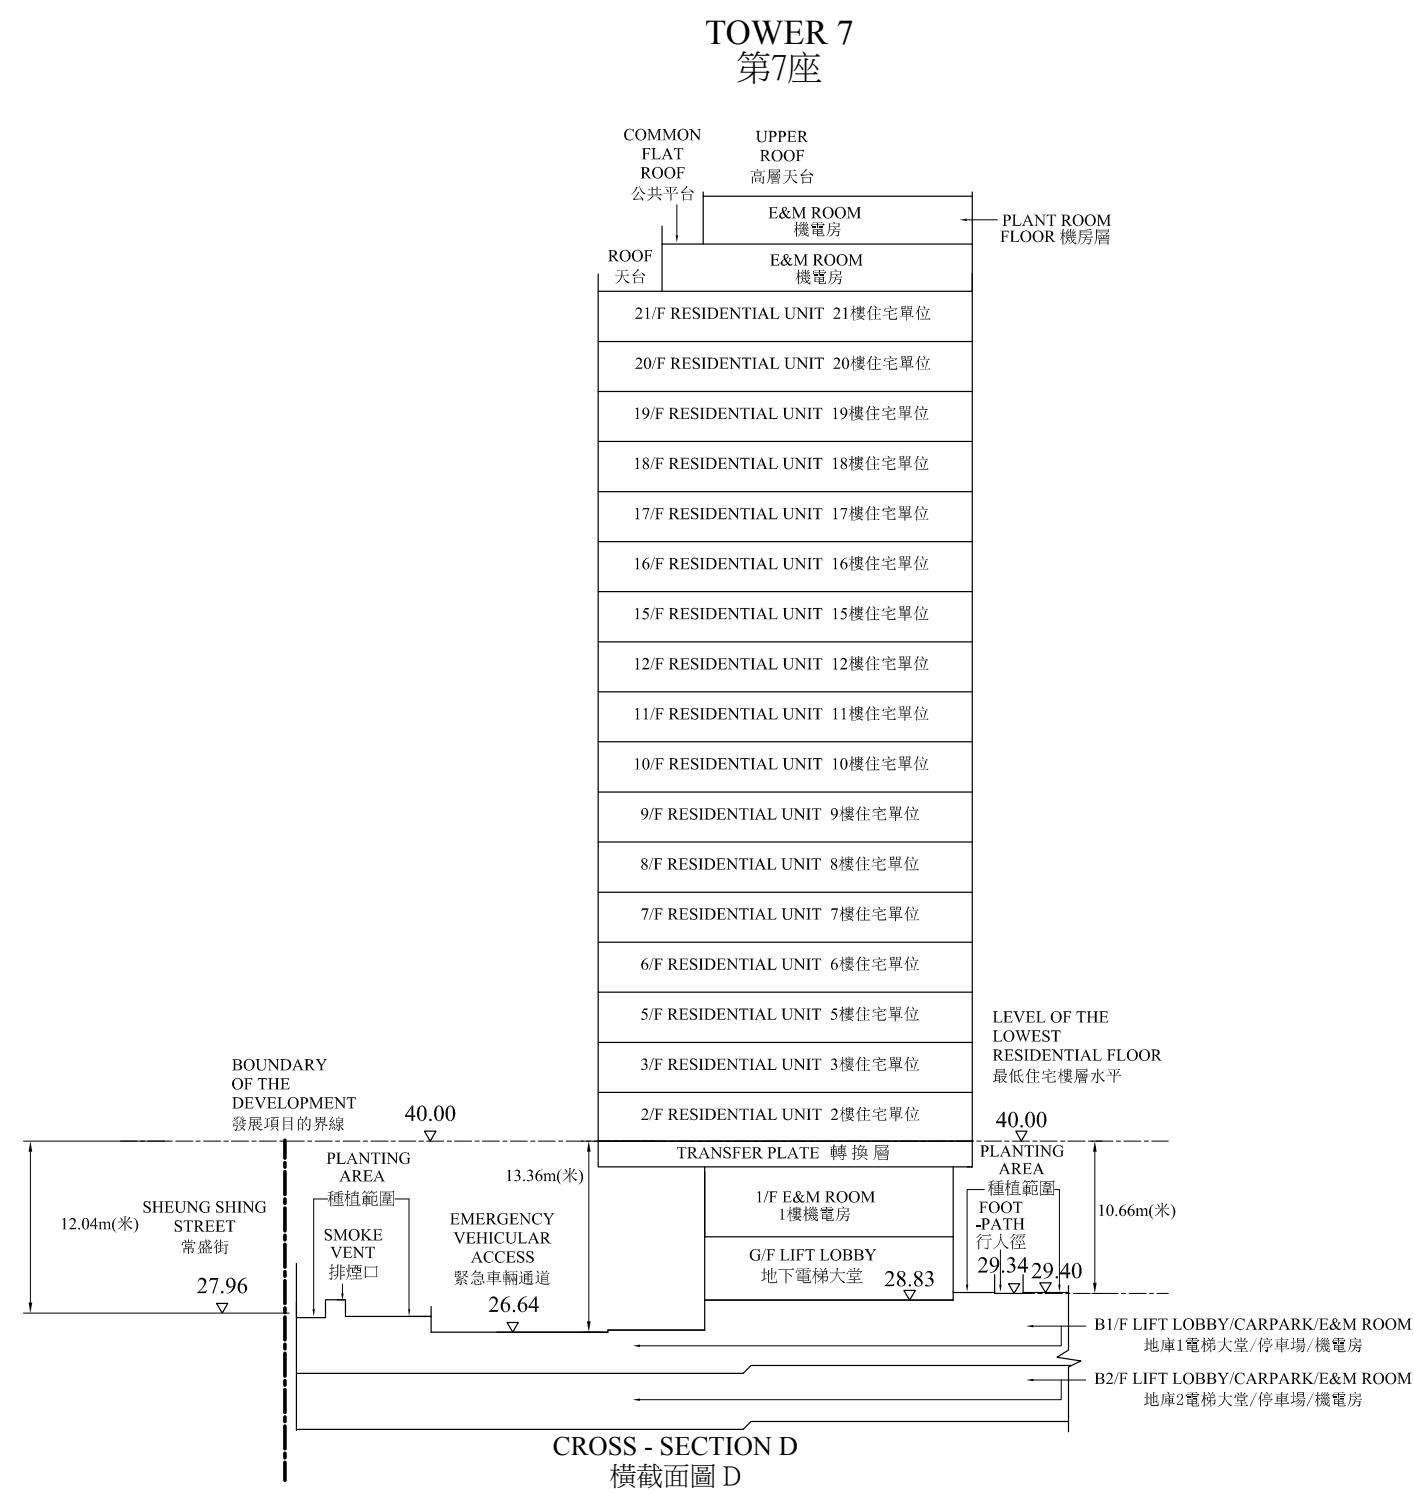 TOWER 7
第7座
COMMON
FLAT
ROOF
公共平台
UPPER
ROOF
高層天台
E&M ROOM
機電房
PLANT ROOM
FLOOR 機房層
ROOF
天台
E&M ROOM
機電房
21/F RESIDENTIAL UNIT 21樓住宅單位
20/F RESIDENTIAL UNIT 20樓住宅單位
19/F RESIDENTIAL UNIT 19樓住宅單位
18/F RESIDENTIAL UNIT 18樓住宅單位
17/F RESIDENTIAL UNIT 17樓住宅單位
16/F RESIDENTIAL UNIT 16樓住宅單位
15/F RESIDENTIAL UNIT 15樓住宅單位
12/F RESIDENTIAL UNIT 12樓住宅單位
11/F RESIDENTIAL UNIT 11樓住宅單位
10/F RESIDENTIAL UNIT 10樓住宅單位
9/F RESIDENTIAL UNIT 9樓住宅單位
8/F RESIDENTIAL UNIT 8樓住宅單位
7/F RESIDENTIAL UNIT 7樓住宅單位
6/F RESIDENTIAL UNIT 6樓住宅單位
5/F RESIDENTIAL UNIT 5樓住宅單位
3/F RESIDENTIAL UNIT 3樓住宅單位
2/F RESIDENTIAL UNIT 2樓住宅單位
LEVEL OF THE
LOWEST
RESIDENTIAL FLOOR
最低住宅樓層水平
40.00
BOUNDARY
OF THE
DEVELOPMENT
發展項目的界線
40.00
TRANSFER PLATE 轉換層
PLANTING
AREA
種植範圍
13.36m(米)
12.04m(米)
SHEUNG SHING
STREET
常盛街
27.96
SMOKE
VENT
排煙口
EMERGENCY
VEHICULAR
ACCESS
緊急車輛通道
26.64
1/F E&M ROOM
1樓機電房
G/F LIFT LOBBY
地下電梯大堂
28.83
PLANTING
AREA
種植範圍
FOOT
-PATH
行人徑
29.34
29.40
10.66m(米)
B1/F LIFT LOBBY/CARPARK/E&M ROOM
地庫1電梯大堂/停車場/機電房
B2/F LIFT LOBBY/CARPARK/E&M ROOM
地庫2電梯大堂/停車場/機電房
CROSS - SECTION D
橫截面圖 D